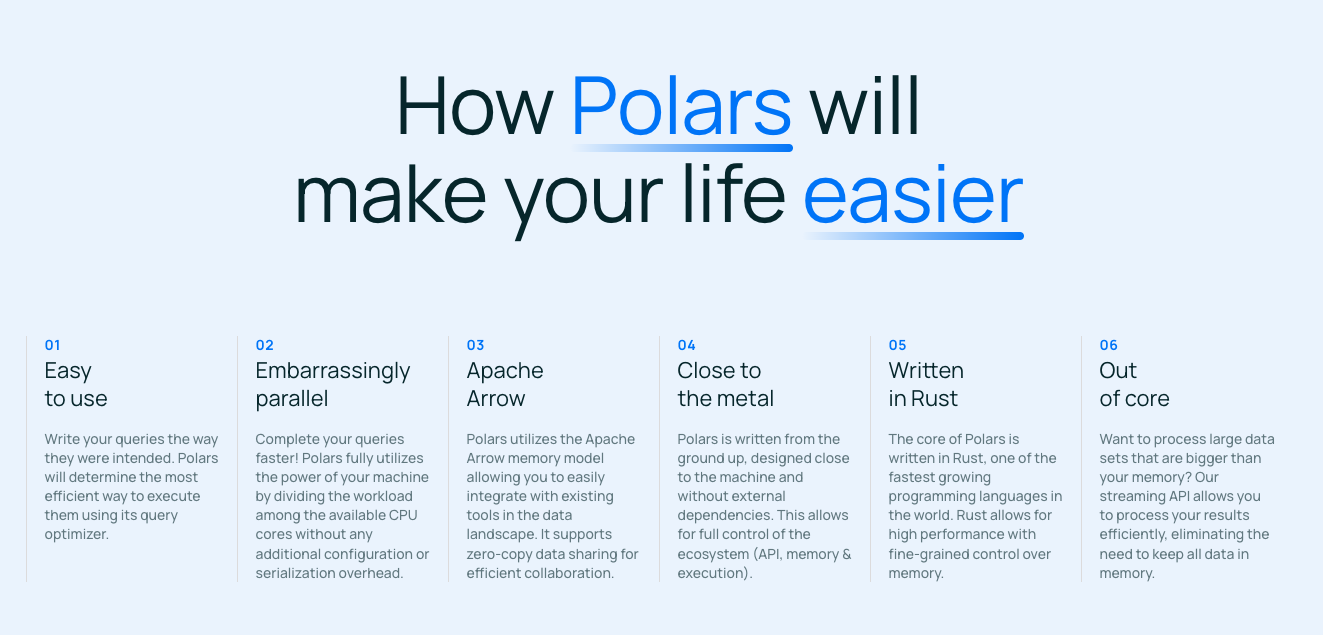 How Polars will
make your life easier
01
Easy
to use
Write your queries the way
they were intended. Polars
will determine the most
efficient way to execute
them using its query
optimizer.
02
Embarrassingly
parallel
Complete your queries
faster! Polars fully utilizes
the power of your machine
by dividing the workload
among the available CPU
cores without any
additional configuration or
serialization overhead.
03
Apache
Arrow
Polars utilizes the Apache
Arrow memory model
allowing you to easily
integrate with existing
tools in the data
landscape. It supports
zero-copy data sharing for
efficient collaboration.
04
Close to
the metal
Polars is written from the
ground up, designed close
to the machine and
without external
dependencies. This allows
for full control of the
ecosystem (API, memory &
execution).
05
Written
in Rust
The core of Polars is
written in Rust, one of the
fastest growing
programming languages in
the world. Rust allows for
high performance with
fine-grained control over
memory.
06
Out
of core
Want to process large data
sets that are bigger than
your memory? Our
streaming API allows you
to process your results
efficiently, eliminating the
need to keep all data in
memory.